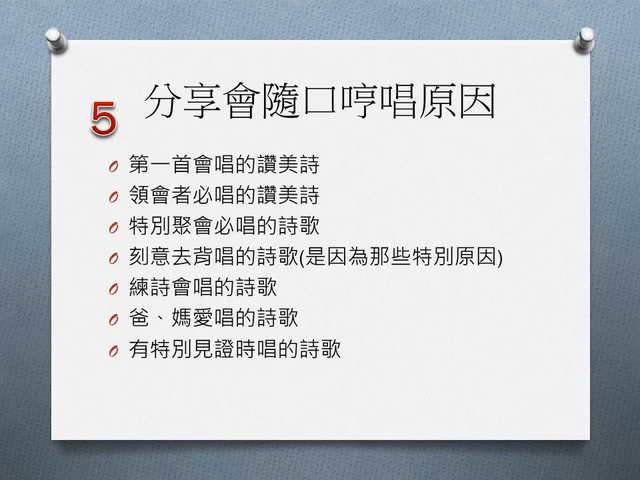 5
分享會隨口哼唱原因
第一首會唱的讚美詩
領會者必唱的讚美詩
特別聚會必唱的詩歌
刻意去背唱的詩歌(是因為那些特別原因)
練詩會唱的詩歌
爸、媽愛唱的詩歌
有特別見證時唱的詩歌